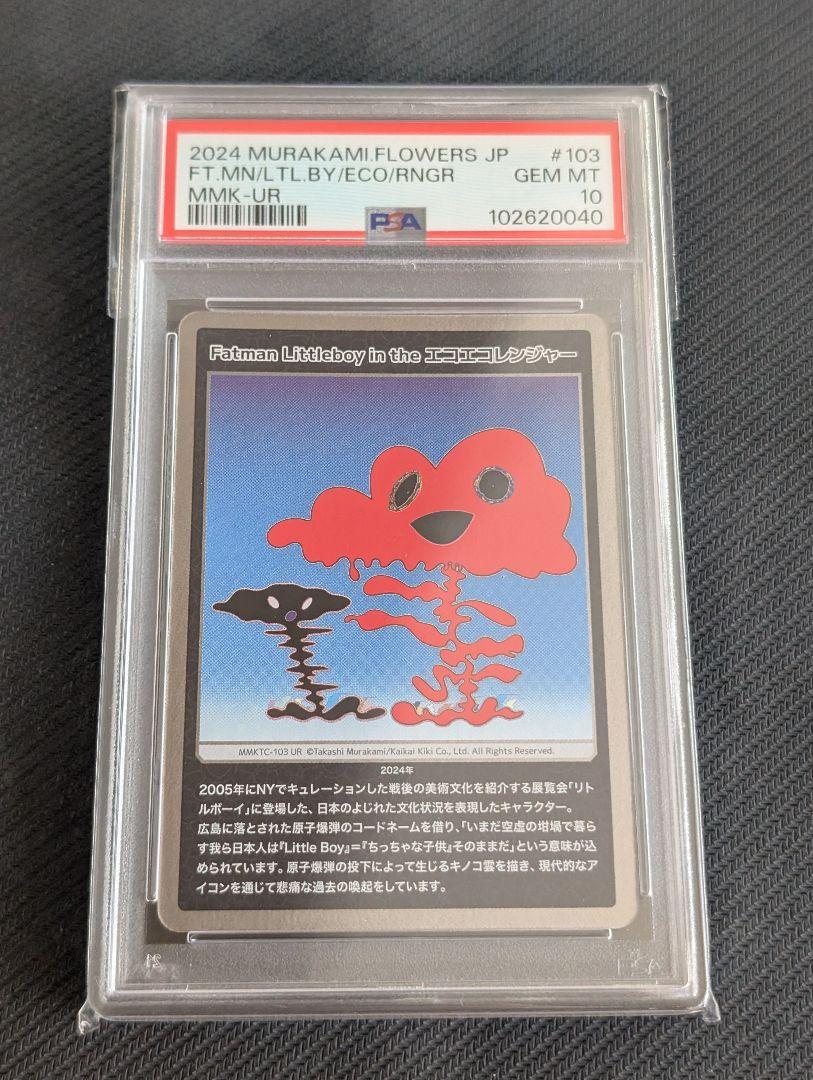 2024 MURAKAMI.FLOWERS JP #103
FT.MN/LTL.BY/ECO/RNGR GEM MT
MMK-UR 10
PSA 102620040
Fatman Littleboy in the エコエコレンジャー
MMKTC-103 UR ©Takashi Murakami/Kaikai Kiki Co., Ltd. All Rights Reserved.
2024年
2005年にNYでキュレーションした戦後の美術文化を紹介する展覧会「リト
ルボーイ」に登場した、日本のよじれた文化状況を表現したキャラクター。
広島に落とされた原子爆弾のコードネームを借り、「いまだ空虚の坩堝で暮ら
す我ら日本人は『Little Boy』＝『ちっちゃな子供』そのままだ」という意味が込
められています。原子爆弾の投下によって生じるキノコ雲を描き、現代的なア
イコンを通じて悲痛な過去の喚起をしています。